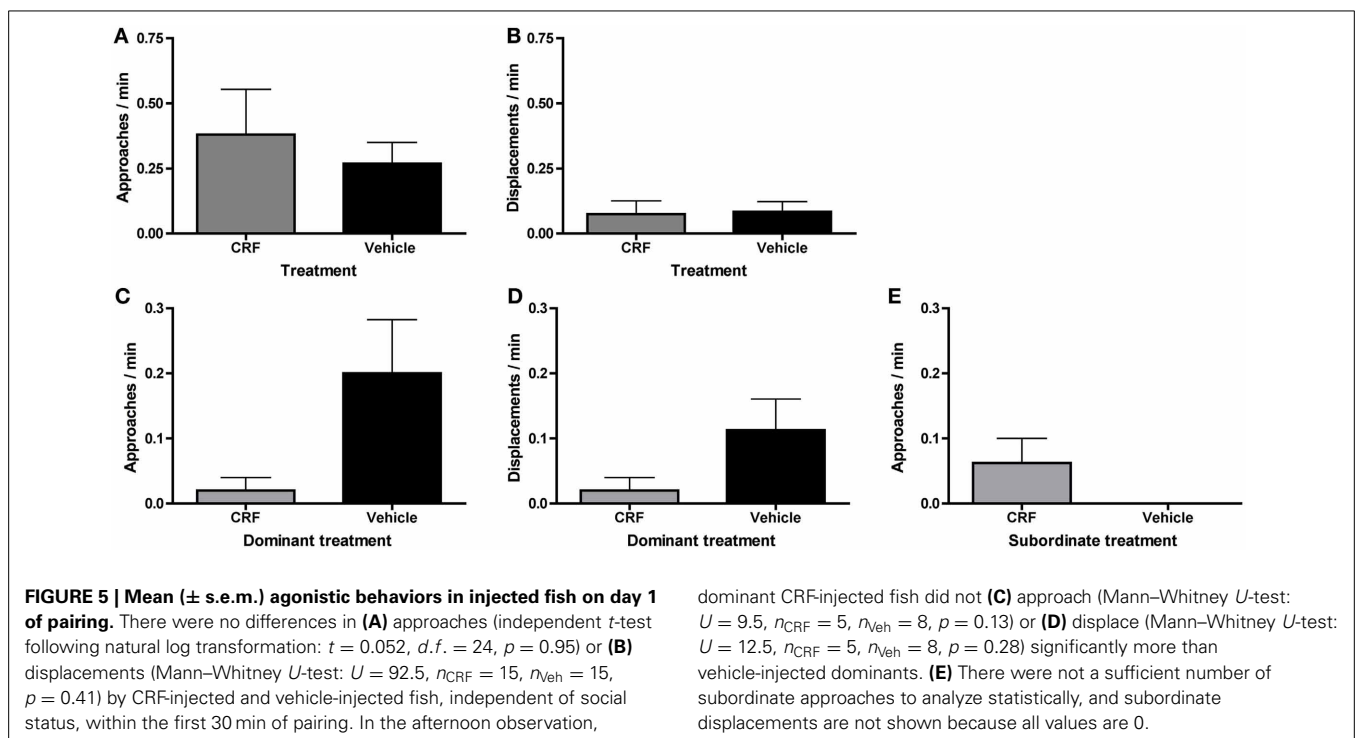 A
B
0.75
0.50
0.25
0.00
Approaches / min
CRF
Vehicle
Treatment
0.75
0.50
0.25
0.00
Displacements / min
CRF
Vehicle
Treatment
C
D
E
0.3
0.2
0.1
0.0
Approaches / min
CRF
Vehicle
Dominant treatment
0.3
0.2
0.1
0.0
Displacements / min
CRF
Vehicle
Dominant treatment
0.3
0.2
0.1
0.0
Approaches / min
CRF
Vehicle
Subordinate treatment
FIGURE 5 | Mean (± s.e.m.) agonistic behaviors in injected fish on day 1
of pairing. There were no differences in (A) approaches (independent t-test
following natural log transformation: t = 0.052, d.f. = 24, p = 0.95) or (B)
displacements (Mann–Whitney U-test: U = 92.5, nCRF = 15, nVeh = 15,
p = 0.41) by CRF-injected and vehicle-injected fish, independent of social
status, within the first 30 min of pairing. In the afternoon observation,
dominant CRF-injected fish did not (C) approach (Mann–Whitney U-test:
U = 9.5, nCRF = 5, nVeh = 8, p = 0.13) or (D) displace (Mann–Whitney U-test:
U = 12.5, nCRF = 5, nVeh = 8, p = 0.28) significantly more than
vehicle-injected dominants. (E) There were not a sufficient number of
subordinate approaches to analyze statistically, and subordinate
displacements are not shown because all values are 0.